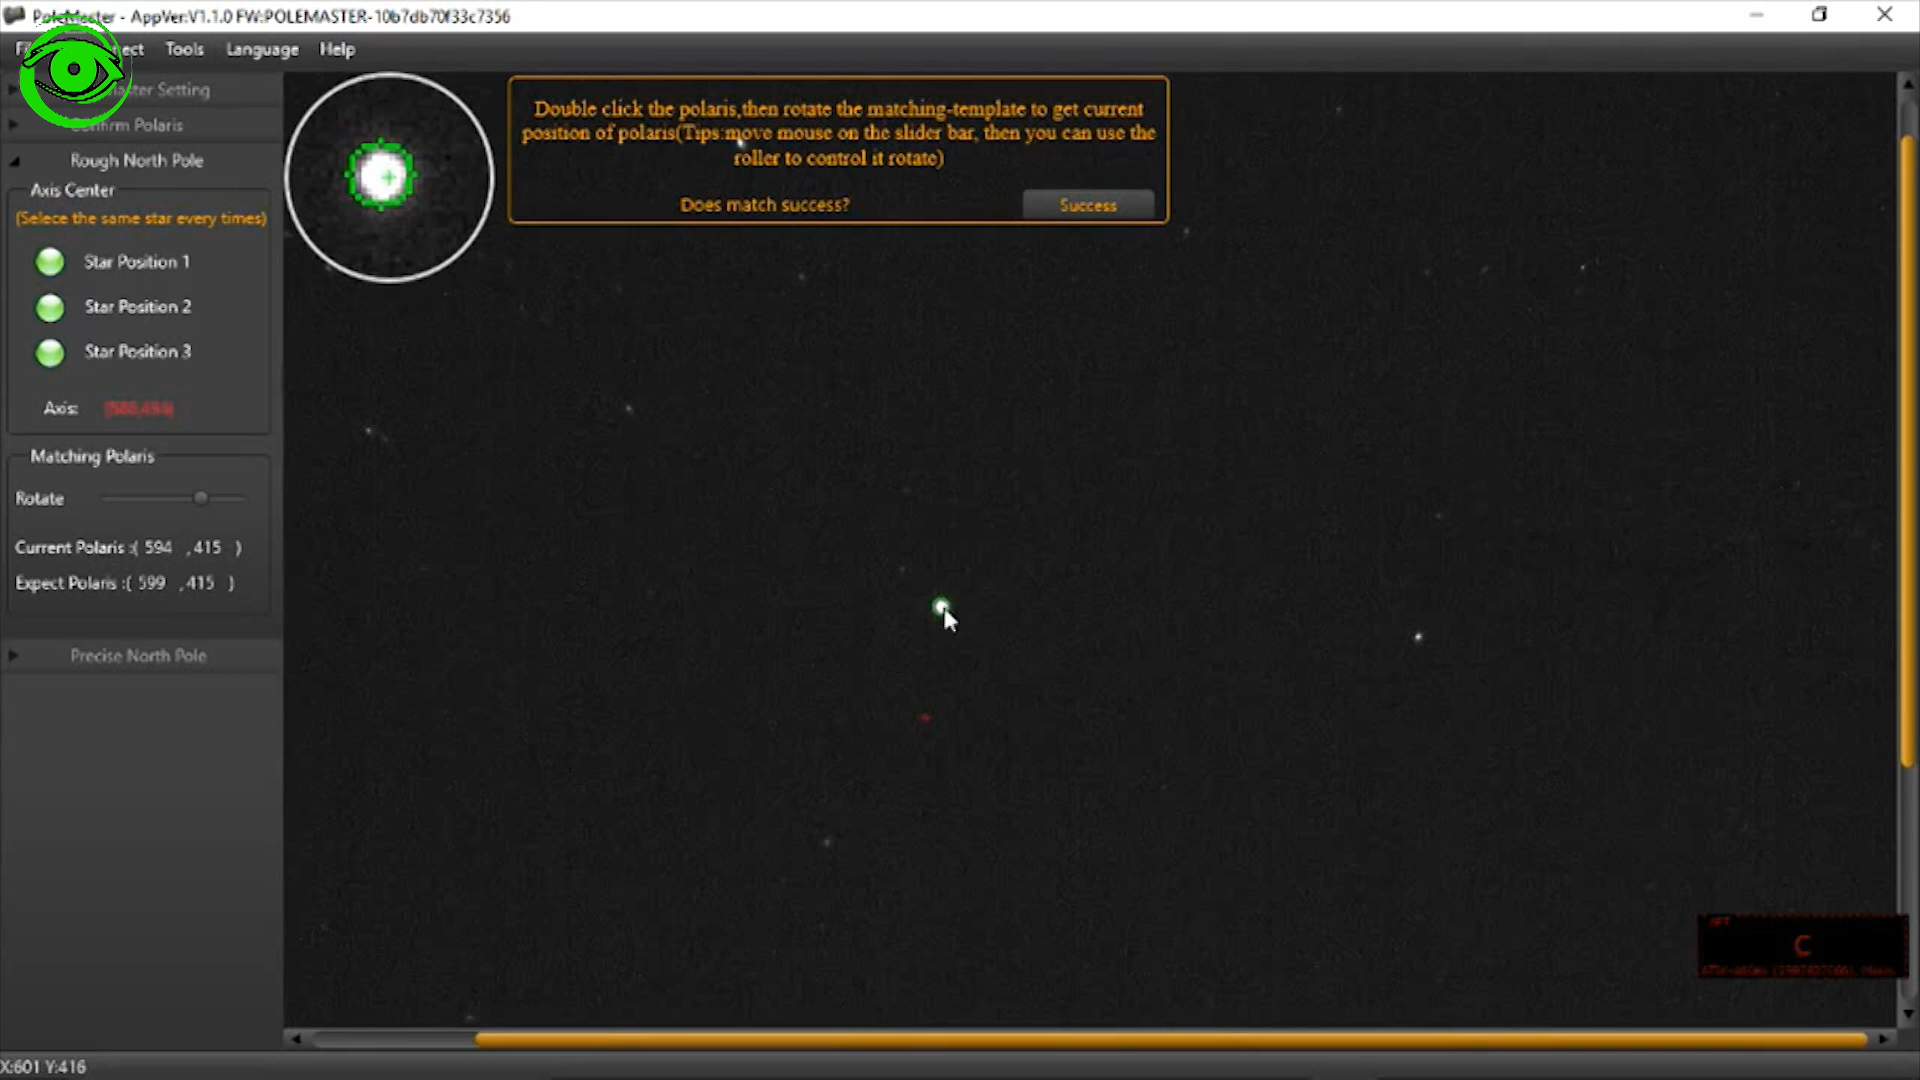 PoleMaster - AppVer:V1.1.0 FW:POLEMASTER-10b7db70f33c7356
Tools Language Help
Setting
Polaris
Rough North Pole
Axis Center
(Selece the same star every times)
Star Position 1
Star Position 2
Star Position 3
Axis:
Matching Polaris
Rotate
Current Polaris :( 594 ,415 )
Expect Polaris :( 599 ,415 )
Precise North Pole
Double click the polaris,then rotate the matching-template to get current
position of polaris(Tips:move mouse on the slider bar, then you can use the
roller to control it rotate)
Does match success?
Success
C
X:601 Y:416